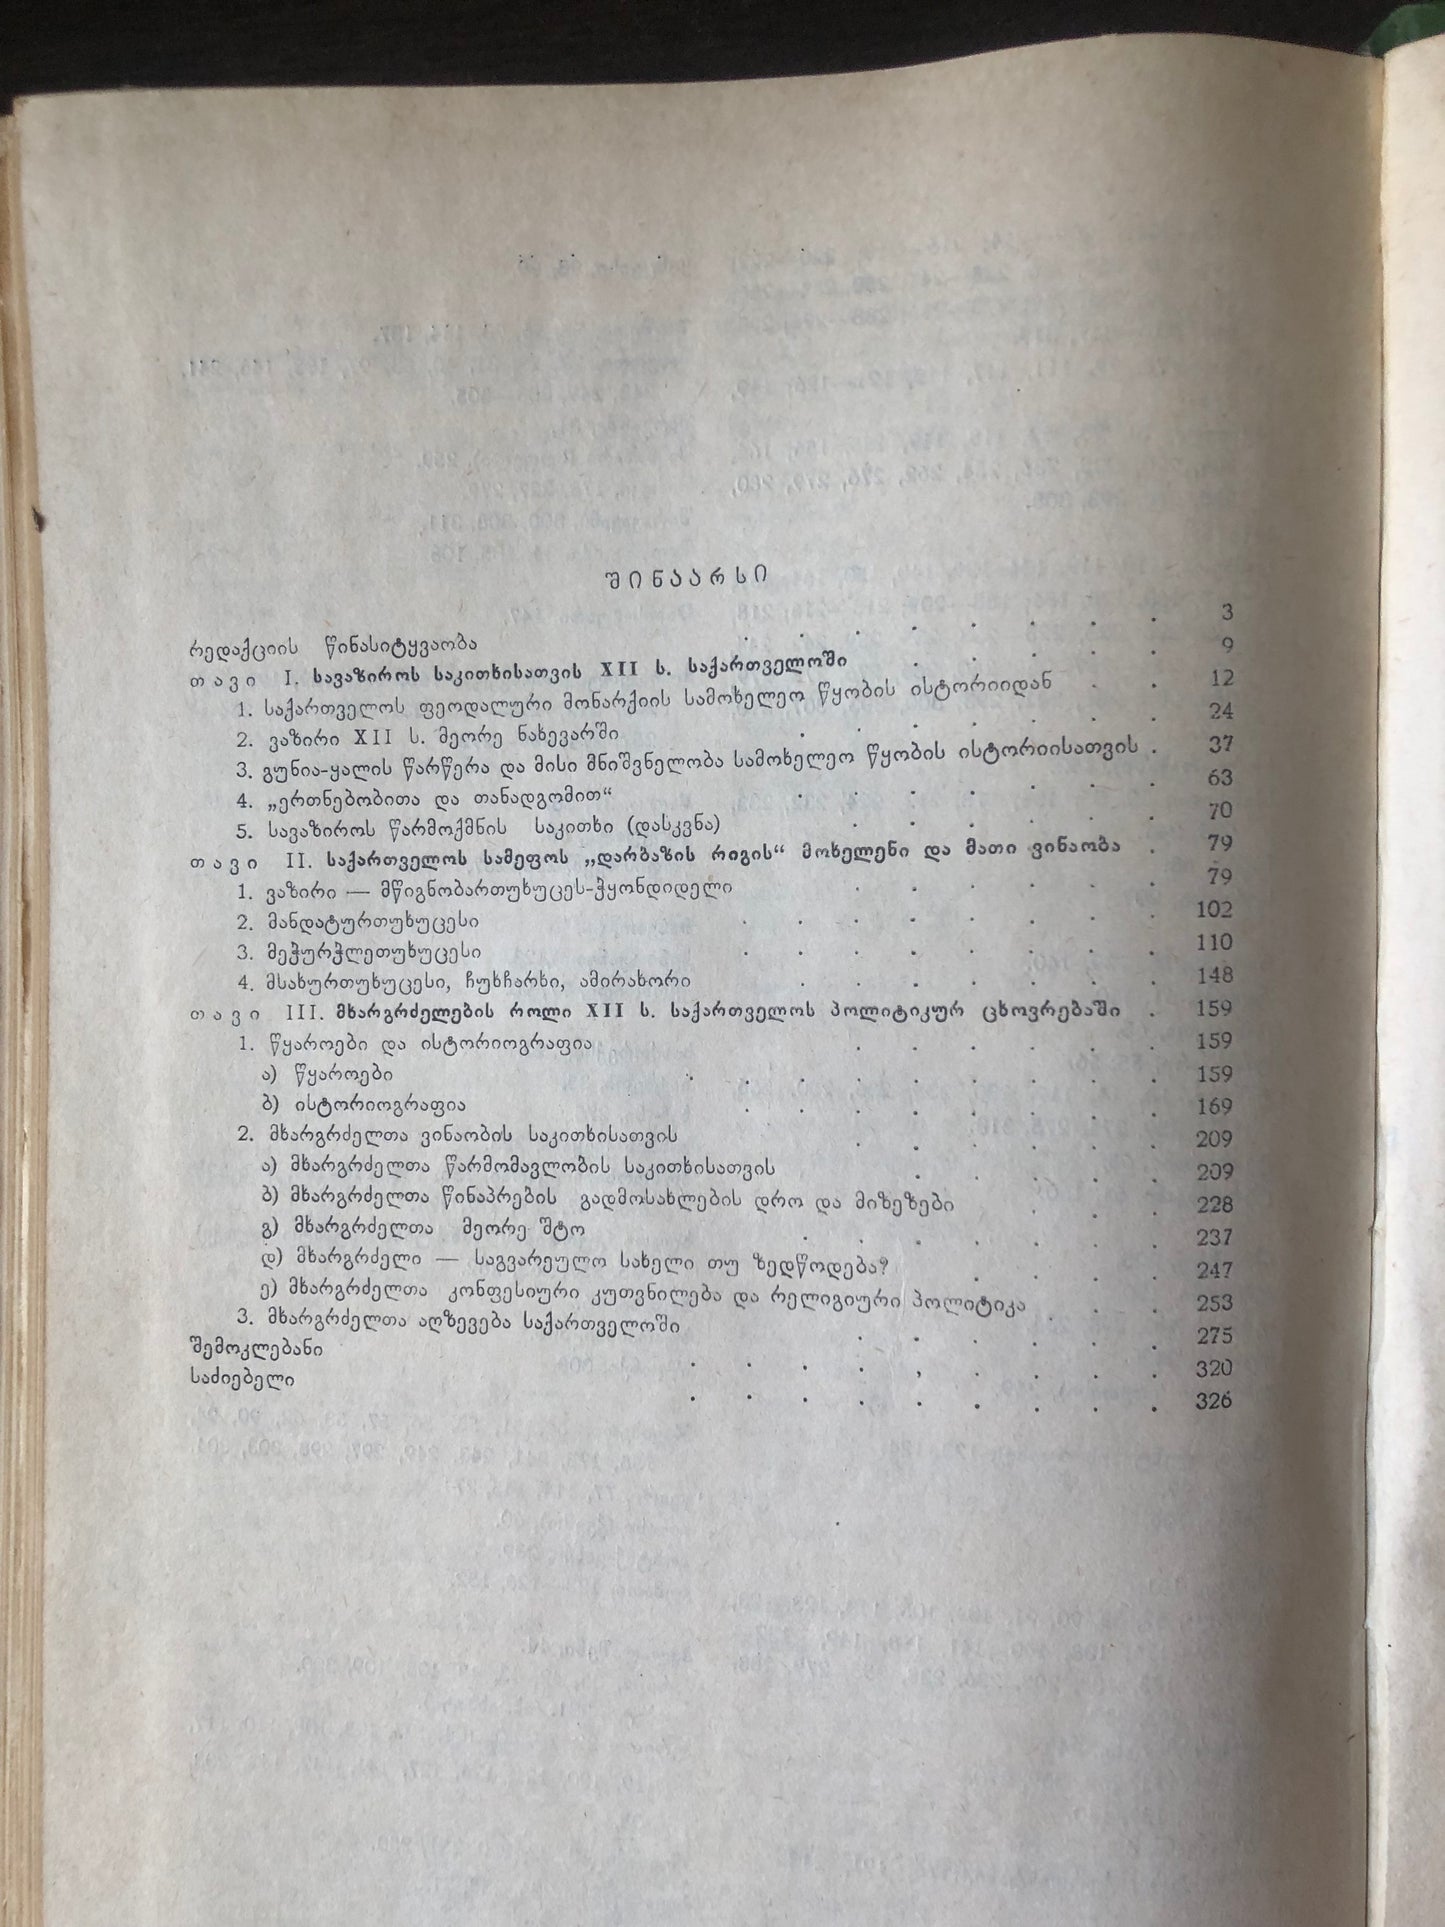 შინაარსი
რედაქციის წინასიტყვაობა 3
თავი I. სავაზიროს საკითხისათვის XII ს. საქართველოში 9
1. საქართველოს ფეოდალური მონარქიის სამოხელეო წყობის ისტორიიდან 12
2. ვაზირი XII ს. მეორე ნახევარში 24
3. გუნია-ყალის წარწერა და მისი მნიშვნელობა სამოხელეო წყობის ისტორიისათვის 37
4. „ერთნებობითა და თანადგომით“ 63
5. სავაზიროს წარმოქმნის საკითხი (დასკვნა) 70
თავი II. საქართველოს სამეფოს „დარბაზის რიგის“ მოხელენი და მათი ვინაობა 79
1. ვაზირი — მწიგნობართუხუცეს-ჭყონდიდელი 79
2. მანდატურთუხუცესი 102
3. მეჭურჭლეთუხუცესი 110
4. მსახურთუხუცესი, ჩუხჩარხი, ამირახორი 148
თავი III. მხარგრძელების როლი XII ს. საქართველოს პოლიტიკურ ცხოვრებაში 159
1. წყაროები და ისტორიოგრაფია 159
ა) წყაროები 159
ბ) ისტორიოგრაფია 169
2. მხარგრძელთა ვინაობის საკითხისათვის 209
ა) მხარგრძელთა წარმომავლობის საკითხისათვის 209
ბ) მხარგრძელთა წინაპრების გადმოსახლების დრო და მიზეზები 228
გ) მხარგრძელთა მეორე შტო 237
დ) მხარგრძელი — საგვარეულო სახელი თუ ზედწოდება? 247
ე) მხარგრძელთა კონფესიური კუთვნილება და რელიგიური პოლიტიკა 253
3. მხარგრძელთა აღზევება საქართველოში 275
შემოკლებანი 320
საძიებელი 326